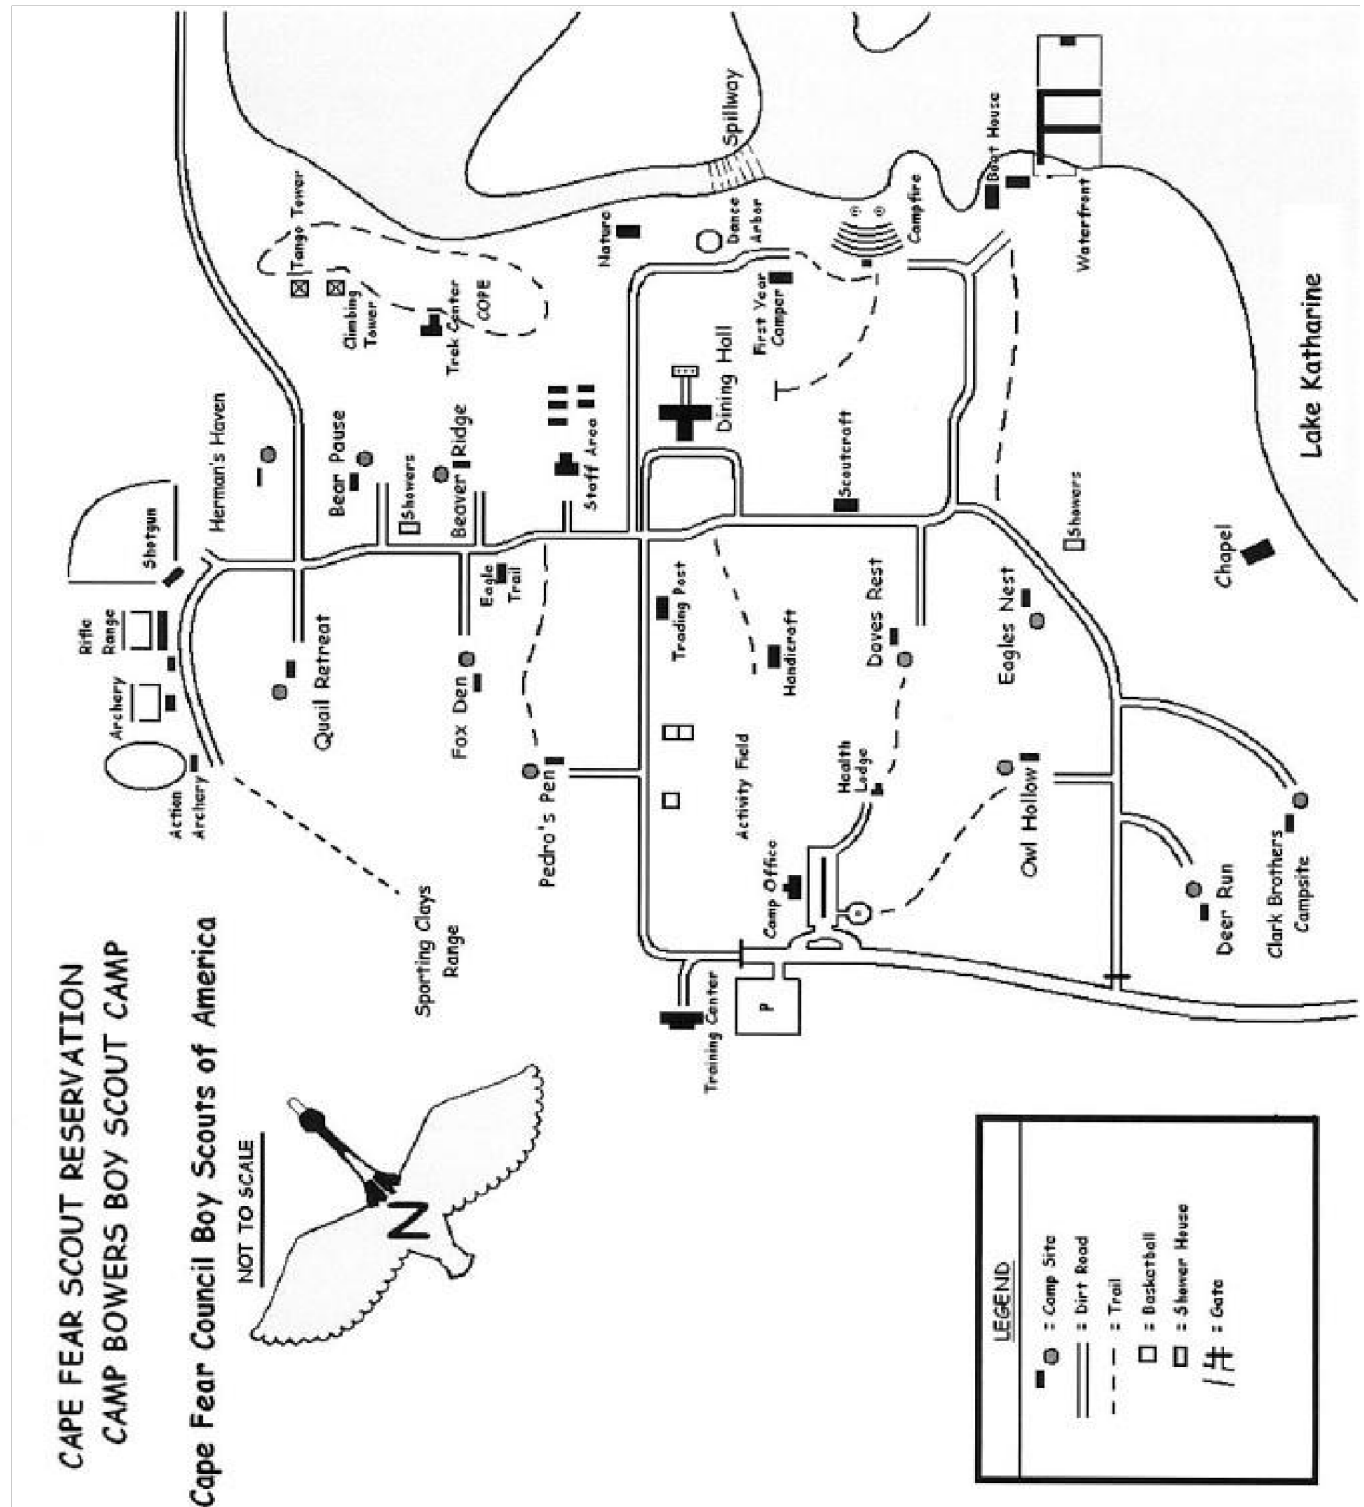 CAPE FEAR SCOUT RESERVATION
CAMP BOWERS BOY SCOUT CAMP
Cape Fear Council Boy Scouts of America
NOT TO SCALE
N
Action
Archery
Archery
Rifle
Range
Shotgun
Herman's Haven
Sporting Clays
Range
Quail Retreat
Bear Pause
Showers
Climbing
Tower
Tango Tower
Fox Den
Beaver Ridge
Eagle
Trail
Trek Center
COPE
Pedro's Pen
Staff Area
Nature
Spillway
Training Center
P
Trading Post
Dining Hall
Dance
Arbor
Camp Office
Activity Field
Handicraft
First Year
Camper
Health
Lodge
Scoutcraft
Daves Rest
Campfire
Boat House
Waterfront
Owl Hollow
Eagles Nest
Showers
Deer Run
Clark Brothers
Campsite
Chapel
Lake Katharine
LEGEND
= Camp Site
= Dirt Road
= Trail
= Basketball
= Shower House
= Gate